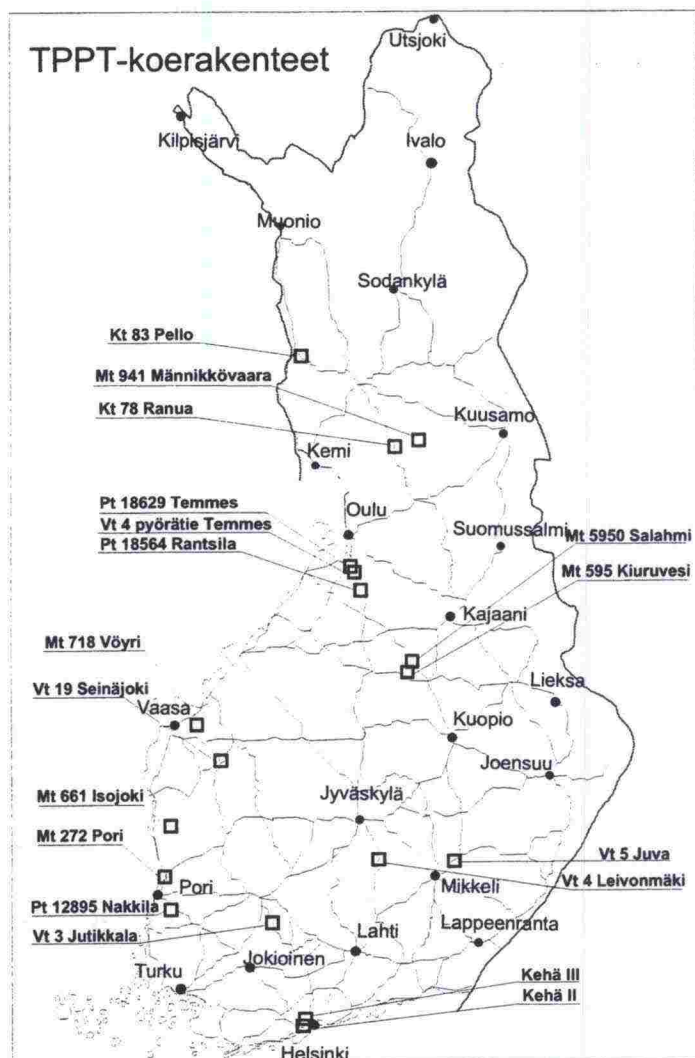 Utsjoki
TPPT-koerakenteet
Kilpisjärvi
Ivalo
Muonio
Sodankylä
Kt 83 Pello
Mt 941 Männikkövaara
Kt 78 Ranua
Kuusamo
Kemi
Pt 18629 Temmes
Oulu
Vt 4 pyörätie Temmes
Suomussalmi
Mt 5950 Salahmi
Pt 18564 Rantsila
Mt 595 Kiuruvesi
Kajaani
Mt 718 Vöyri
Lieksa
Vt 19 Seinäjoki
Vaasa
Kuopio
Joensuu
Mt 661 Isojoki
Jyväskylä
Mt 272 Pori
Vt 5 Juva
Mikkeli
Vt 4 Leivonmäki
Pori
Pt 12895 Nakkila
Lappeenranta
Vt 3 Jutikkala
Lahti
Jokioinen
Turku
Kehä III
Kehä II
Helsinki